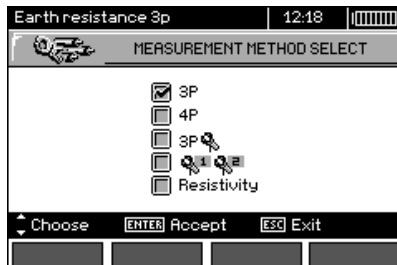 Earth resistance 3p 12:18
MEASUREMENT METHOD SELECT
3P
4P
3P
1 2
Resistivity
Choose ENTER Accept ESC Exit